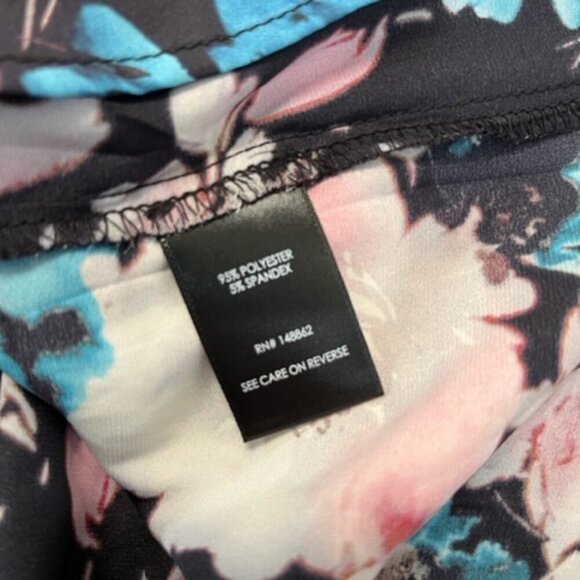 95% POLYESTER
5% SPANDEX
RN# 148862
SEE CARE ON REVERSE